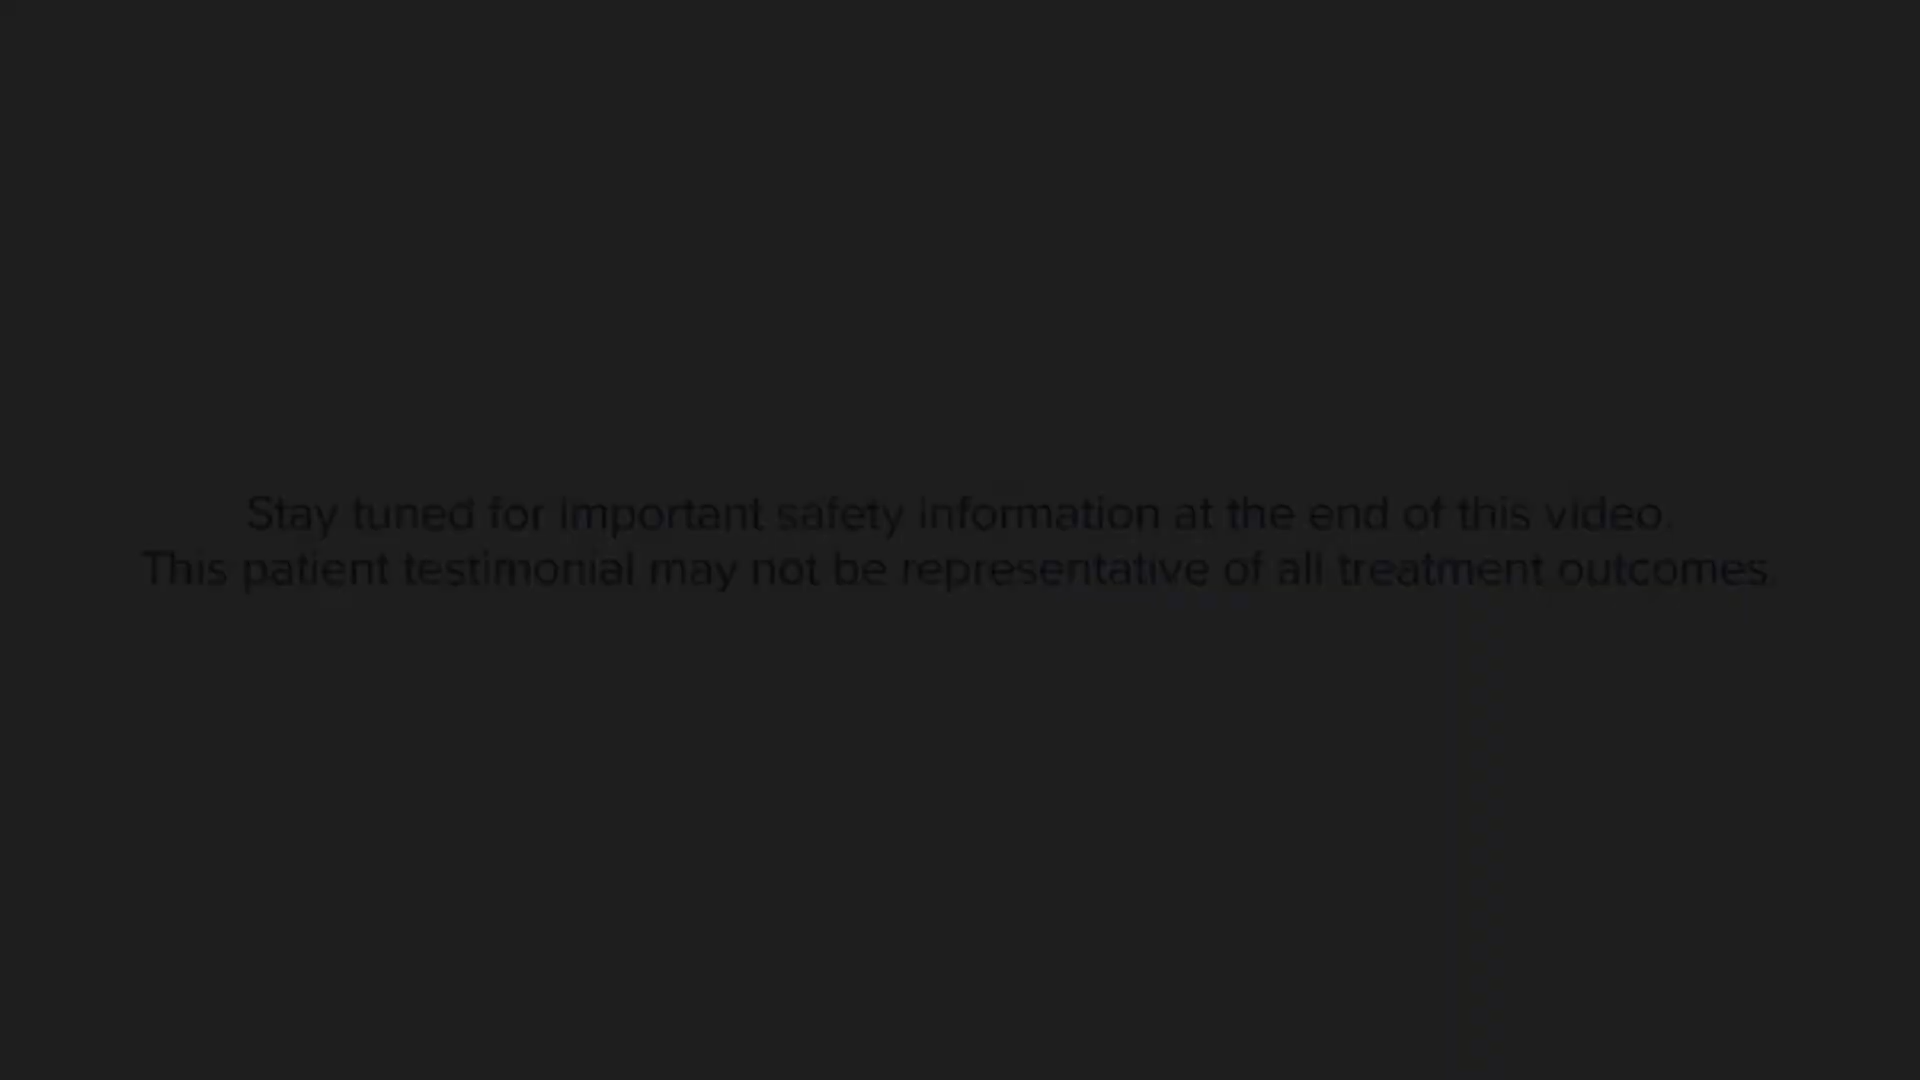 Stay tuned for important safety information at the end of this video.
This patient testimonial may not be representative of all treatment outcomes.